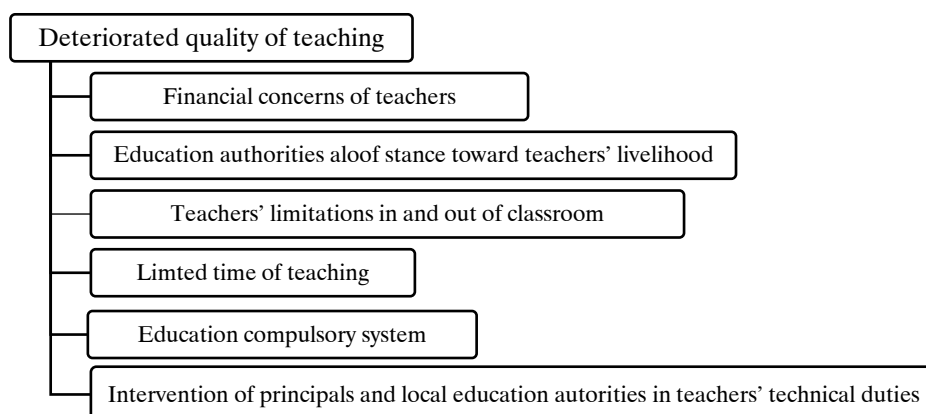 Deteriorated quality of teaching
Financial concerns of teachers
Education authorities aloof stance toward teachers’ livelihood
Teachers’ limitations in and out of classroom
Limted time of teaching
Education compulsory system
Intervention of principals and local education autorities in teachers’ technical duties